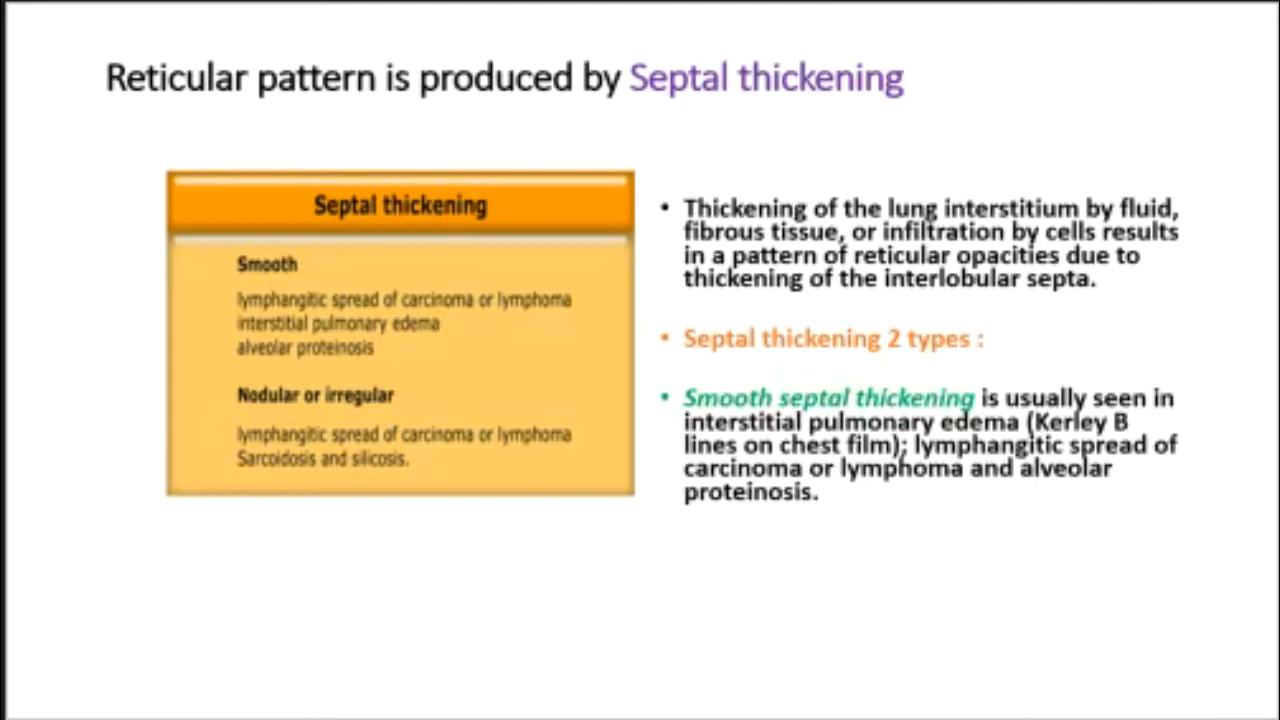 Reticular pattern is produced by Septal thickening
Septal thickening
Smooth
lymphangitic spread of carcinoma or lymphoma
interstitial pulmonary edema
alveolar proteinosis
Nodular or irregular
lymphangitic spread of carcinoma or lymphoma
Sarcoidosis and silicosis.
• Thickening of the lung interstitium by fluid,
fibrous tissue, or infiltration by cells results
in a pattern of reticular opacities due to
thickening of the interlobular septa.
• Septal thickening 2 types :
• Smooth septal thickening is usually seen in
interstitial pulmonary edema (Kerley B
lines on chest film); lymphangitic spread of
carcinoma or lymphoma and alveolar
proteinosis.